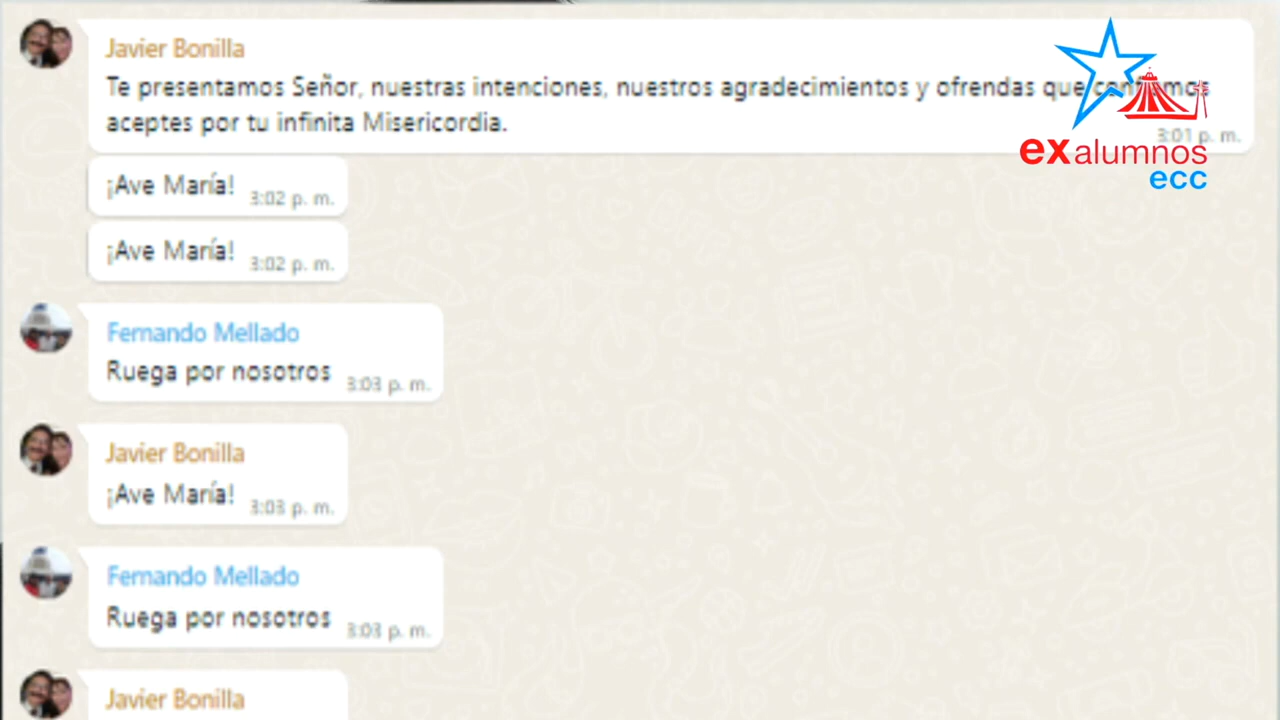 Javier Bonilla
Te presentamos Señor, nuestras intenciones, nuestros agradecimientos y ofrendas que confiamos
aceptes por tu infinita Misericordia.
3:01 p. m.
exalumnos
ecc
¡Ave María! 3:02 p. m.
¡Ave María! 3:02 p. m.
Fernando Mellado
Ruega por nosotros 3:03 p. m.
Javier Bonilla
¡Ave María! 3:03 p. m.
Fernando Mellado
Ruega por nosotros 3:03 p. m.
Javier Bonilla